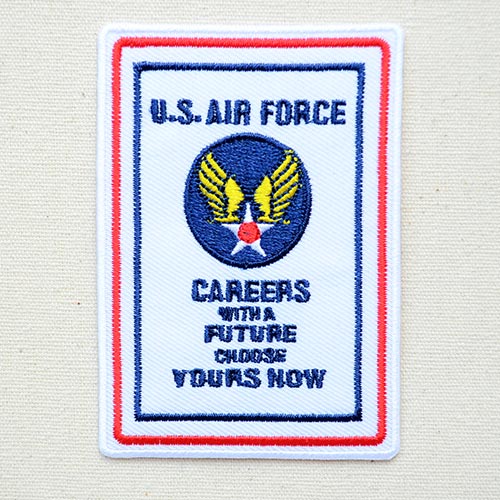 U.S. AIR FORCE
CAREERS
WITH A
FUTURE
CHOOSE
YOURS NOW